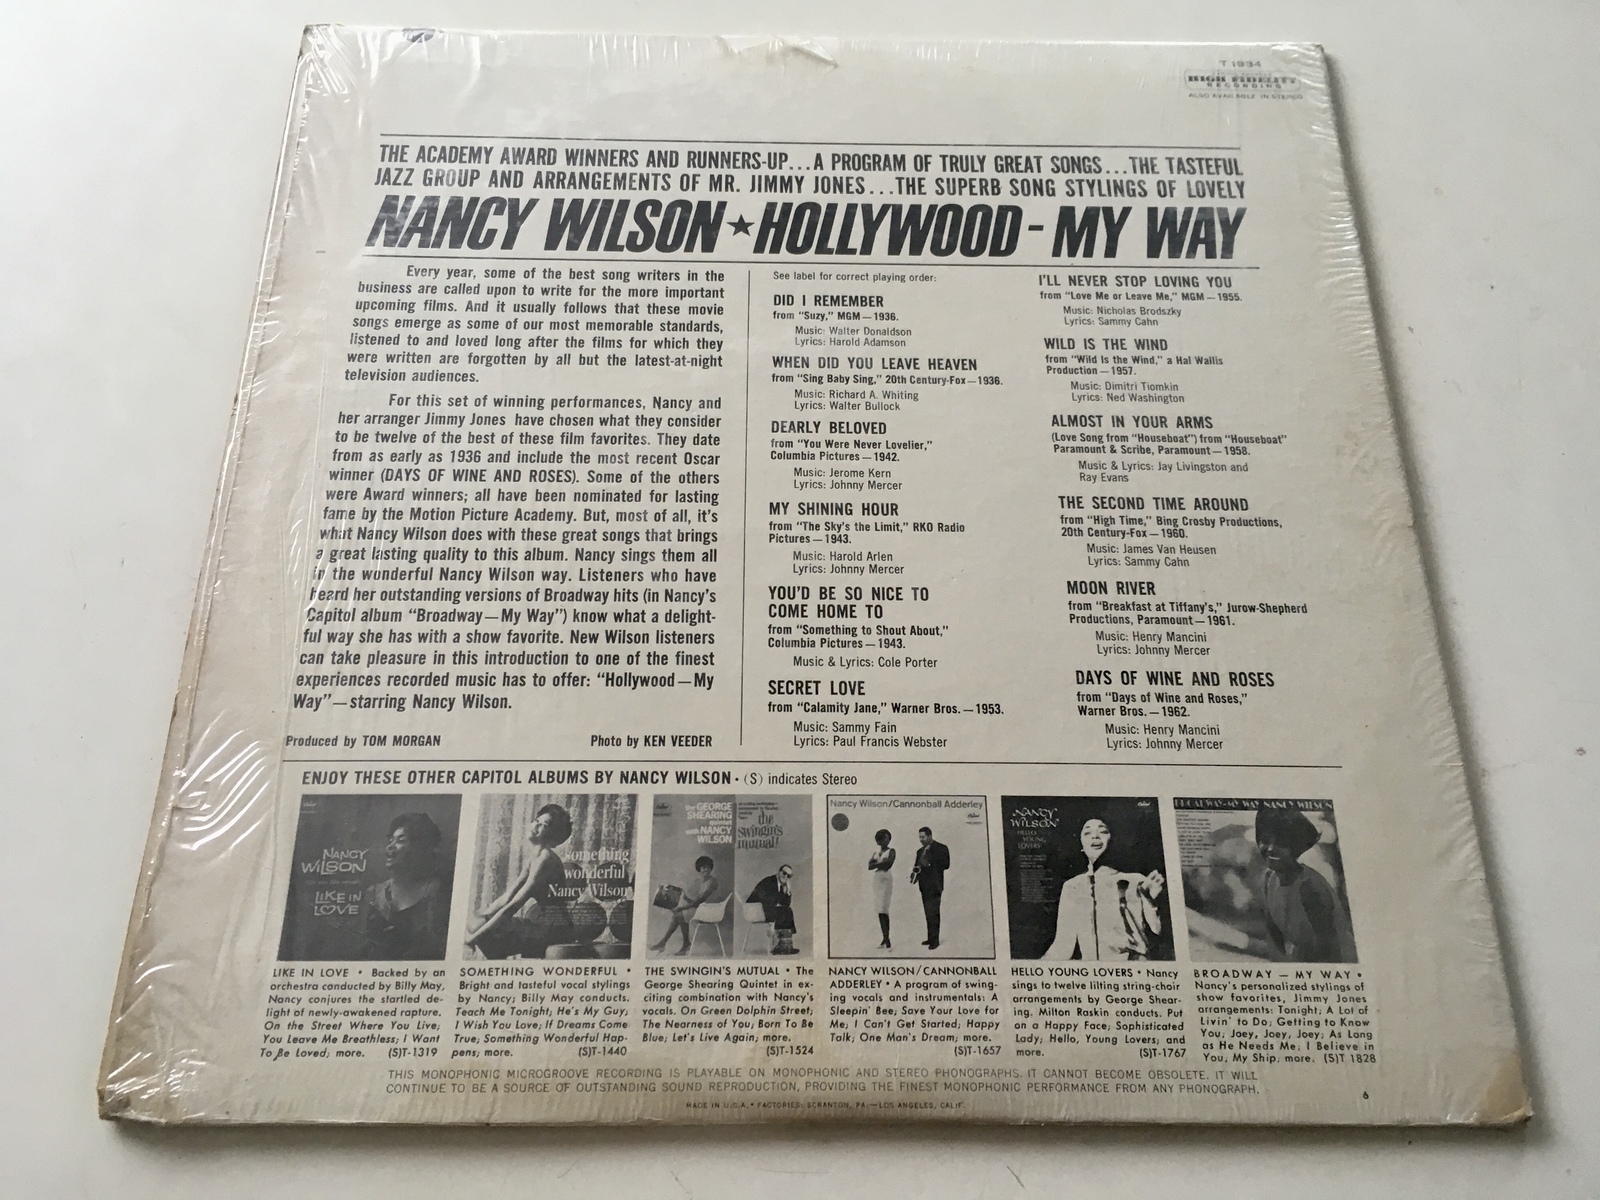 T 1934
HIGH FIDELITY
RECORDING
ALSO AVAILABLE IN STEREO
THE ACADEMY AWARD WINNERS AND RUNNERS-UP...A PROGRAM OF TRULY GREAT SONGS...THE TASTEFUL
JAZZ GROUP AND ARRANGEMENTS OF MR. JIMMY JONES...THE SUPERB SONG STYLINGS OF LOVELY
NANCY WILSON★HOLLYWOOD - MY WAY
Every year, some of the best song writers in the
business are called upon to write for the more important
upcoming films. And it usually follows that these movie
songs emerge as some of our most memorable standards,
listened to and loved long after the films for which they
were written are forgotten by all but the latest-at-night
television audiences.
For this set of winning performances, Nancy and
her arranger Jimmy Jones have chosen what they consider
to be twelve of the best of these film favorites. They date
from as early as 1936 and include the most recent Oscar
winner (DAYS OF WINE AND ROSES). Some of the others
were Award winners; all have been nominated for lasting
fame by the Motion Picture Academy. But, most of all, it's
what Nancy Wilson does with these great songs that brings
a great lasting quality to this album. Nancy sings them all
in the wonderful Nancy Wilson way. Listeners who have
heard her outstanding versions of Broadway hits (in Nancy's
Capitol album "Broadway—My Way") know what a delight-
ful way she has with a show favorite. New Wilson listeners
can take pleasure in this introduction to one of the finest
experiences recorded music has to offer: "Hollywood—My
Way"—starring Nancy Wilson.
Produced by TOM MORGAN
Photo by KEN VEEDER
See label for correct playing order:
DID I REMEMBER
from "Suzy," MGM—1936.
Music: Walter Donaldson
Lyrics: Harold Adamson
WHEN DID YOU LEAVE HEAVEN
from "Sing Baby Sing," 20th Century-Fox—1936.
Music: Richard A. Whiting
Lyrics: Walter Bullock
DEARLY BELOVED
from "You Were Never Lovelier,"
Columbia Pictures—1942.
Music: Jerome Kern
Lyrics: Johnny Mercer
MY SHINING HOUR
from "The Sky's the Limit," RKO Radio
Pictures—1943.
Music: Harold Arlen
Lyrics: Johnny Mercer
YOU'D BE SO NICE TO
COME HOME TO
from "Something to Shout About,"
Columbia Pictures—1943.
Music & Lyrics: Cole Porter
SECRET LOVE
from "Calamity Jane," Warner Bros.—1953.
Music: Sammy Fain
Lyrics: Paul Francis Webster
I'LL NEVER STOP LOVING YOU
from "Love Me or Leave Me," MGM—1955.
Music: Nicholas Brodszky
Lyrics: Sammy Cahn
WILD IS THE WIND
from "Wild Is the Wind," a Hal Wallis
Production—1957.
Music: Dimitri Tiomkin
Lyrics: Ned Washington
ALMOST IN YOUR ARMS
(Love Song from "Houseboat") from "Houseboat"
Paramount & Scribe, Paramount—1958.
Music & Lyrics: Jay Livingston and
Ray Evans
THE SECOND TIME AROUND
from "High Time," Bing Crosby Productions,
20th Century-Fox—1960.
Music: James Van Heusen
Lyrics: Sammy Cahn
MOON RIVER
from "Breakfast at Tiffany's," Jurow-Shepherd
Productions, Paramount—1961.
Music: Henry Mancini
Lyrics: Johnny Mercer
DAYS OF WINE AND ROSES
from "Days of Wine and Roses,"
Warner Bros.—1962.
Music: Henry Mancini
Lyrics: Johnny Mercer
ENJOY THESE OTHER CAPITOL ALBUMS BY NANCY WILSON • (S) indicates Stereo
NANCY
WILSON
LIKE IN
LOVE
Something
wonderful
Nancy Wilson
the GEORGE
SHEARING
quintet
with NANCY
WILSON
the
swingin's
mutual!
Nancy Wilson/Cannonball Adderley
NANCY
WILSON
HELLO
YOUNG
LOVERS
BROADWAY-MY WAY NANCY WILSON
LIKE IN LOVE • Backed by an
orchestra conducted by Billy May,
Nancy conjures the startled de-
light of newly-awakened rapture.
On the Street Where You Live;
You Leave Me Breathless; I Want
To Be Loved; more. (S)T-1319
SOMETHING WONDERFUL •
Bright and tasteful vocal stylings
by Nancy; Billy May conducts.
Teach Me Tonight; He's My Guy;
I Wish You Love; If Dreams Come
True; Something Wonderful Hap-
pens; more. (S)T-1440
THE SWINGIN'S MUTUAL • The
George Shearing Quintet in ex-
citing combination with Nancy's
vocals. On Green Dolphin Street;
The Nearness of You; Born To Be
Blue; Let's Live Again; more.
(S)T-1524
NANCY WILSON/CANNONBALL
ADDERLEY • A program of swing-
ing vocals and instrumentals: A
Sleepin' Bee; Save Your Love for
Me; I Can't Get Started; Happy
Talk; One Man's Dream; more.
(S)T-1657
HELLO YOUNG LOVERS • Nancy
sings to twelve lilting string-choir
arrangements by George Shear-
ing. Milton Raskin conducts. Put
on a Happy Face; Sophisticated
Lady; Hello, Young Lovers; and
more. (S)T-1767
BROADWAY — MY WAY •
Nancy's personalized stylings of
show favorites, Jimmy Jones
arrangements: Tonight; A Lot of
Livin' to Do; Getting to Know
You; Joey, Joey, Joey; As Long
as He Needs Me; I Believe in
You; My Ship; more. (S)T 1828
THIS MONOPHONIC MICROGROOVE RECORDING IS PLAYABLE ON MONOPHONIC AND STEREO PHONOGRAPHS. IT CANNOT BECOME OBSOLETE. IT WILL
CONTINUE TO BE A SOURCE OF OUTSTANDING SOUND REPRODUCTION, PROVIDING THE FINEST MONOPHONIC PERFORMANCE FROM ANY PHONOGRAPH.
6
MADE IN U.S.A. • FACTORIES: SCRANTON, PA.—LOS ANGELES, CALIF.